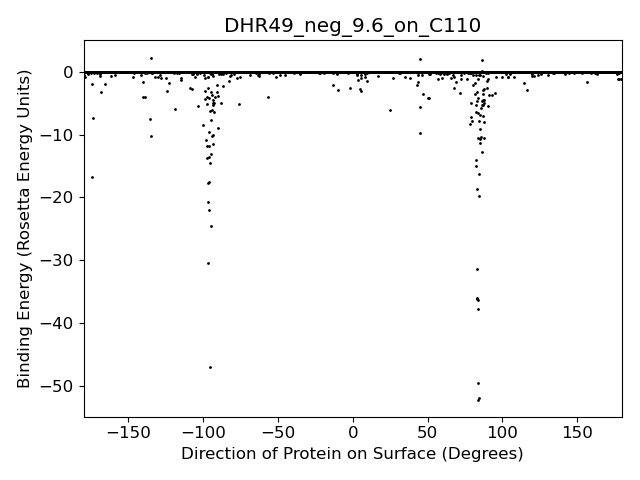 DHR49_neg_9.6_on_C110
Binding Energy (Rosetta Energy Units)
0
−10
−20
−30
−40
−50
−150 −100 −50 0 50 100 150
Direction of Protein on Surface (Degrees)